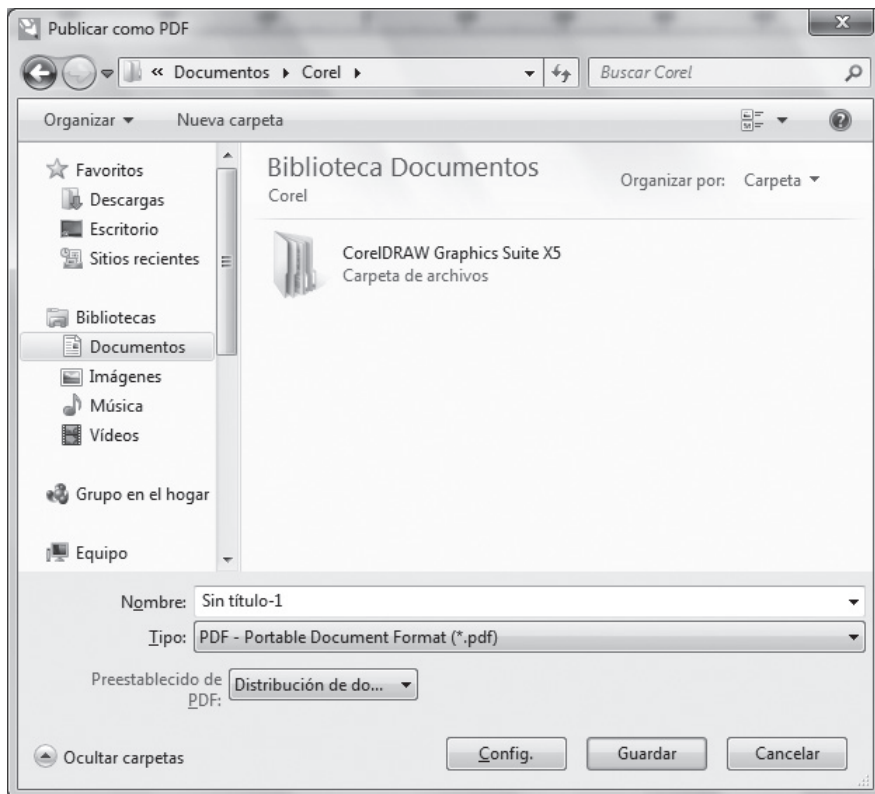 Publicar como PDF
« Documentos ▸ Corel ▸
Buscar Corel
Organizar
Nueva carpeta
Favoritos
Descargas
Escritorio
Sitios recientes
Bibliotecas
Documentos
Imágenes
Música
Vídeos
Grupo en el hogar
Equipo
Biblioteca Documentos
Corel
Organizar por: Carpeta
CorelDRAW Graphics Suite X5
Carpeta de archivos
Nombre: Sin título-1
Tipo: PDF - Portable Document Format (*.pdf)
Preestablecido de
PDF: Distribución de do...
Ocultar carpetas
Config. Guardar Cancelar